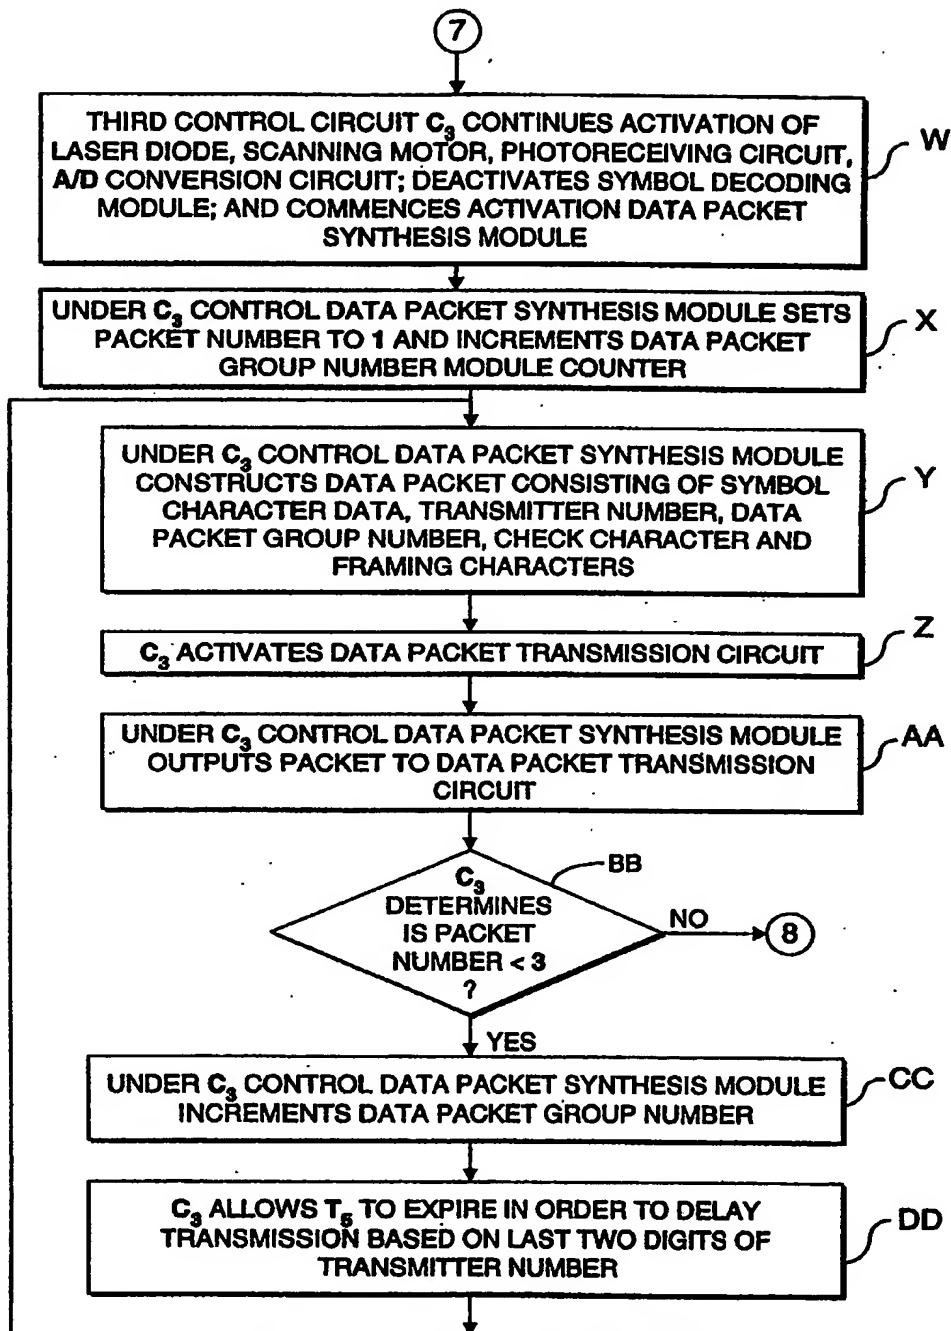 7
THIRD CONTROL CIRCUIT C₃ CONTINUES ACTIVATION OF
LASER DIODE, SCANNING MOTOR, PHOTORECEIVING CIRCUIT,
A/D CONVERSION CIRCUIT; DEACTIVATES SYMBOL DECODING
MODULE; AND COMMENCES ACTIVATION DATA PACKET
SYNTHESIS MODULE
W
UNDER C₃ CONTROL DATA PACKET SYNTHESIS MODULE SETS
PACKET NUMBER TO 1 AND INCREMENTS DATA PACKET
GROUP NUMBER MODULE COUNTER
X
UNDER C₃ CONTROL DATA PACKET SYNTHESIS MODULE
CONSTRUCTS DATA PACKET CONSISTING OF SYMBOL
CHARACTER DATA, TRANSMITTER NUMBER, DATA
PACKET GROUP NUMBER, CHECK CHARACTER AND
FRAMING CHARACTERS
Y
C₃ ACTIVATES DATA PACKET TRANSMISSION CIRCUIT
Z
UNDER C₃ CONTROL DATA PACKET SYNTHESIS MODULE
OUTPUTS PACKET TO DATA PACKET TRANSMISSION
CIRCUIT
AA
C₃
DETERMINES
IS PACKET
NUMBER < 3
?
BB
NO
8
YES
UNDER C₃ CONTROL DATA PACKET SYNTHESIS MODULE
INCREMENTS DATA PACKET GROUP NUMBER
CC
C₃ ALLOWS T₅ TO EXPIRE IN ORDER TO DELAY
TRANSMISSION BASED ON LAST TWO DIGITS OF
TRANSMITTER NUMBER
DD